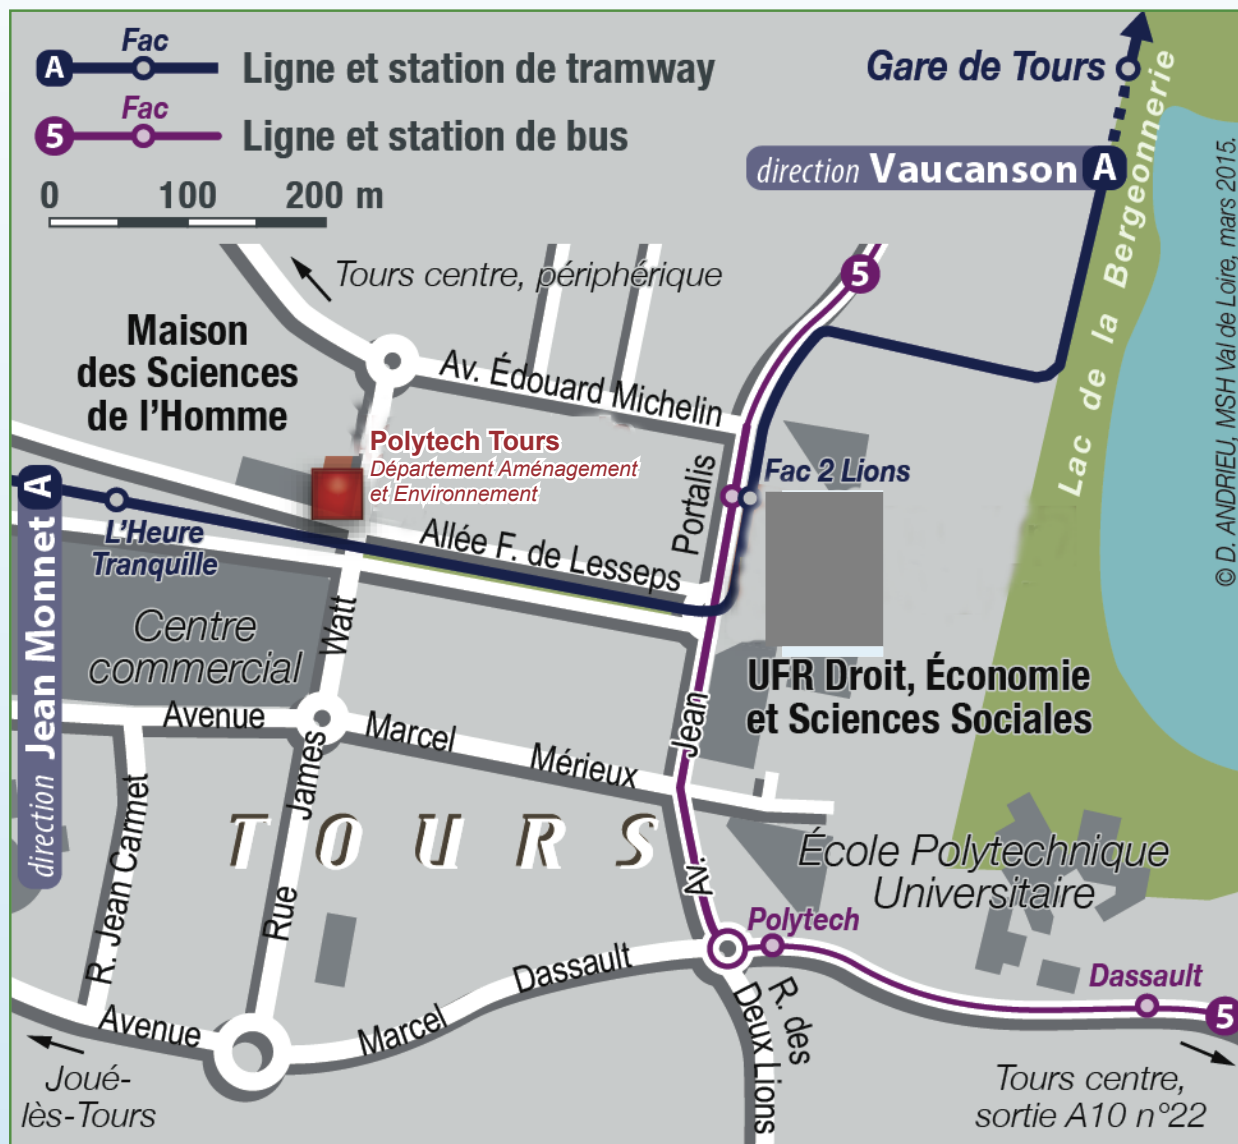 A Fac Ligne et station de tramway
5 Fac Ligne et station de bus
0 100 200 m
Gare de Tours
direction Vaucanson A
Lac de la Bergeonnerie
© D. ANDRIEU, MSH Val de Loire, mars 2015.
Tours centre, périphérique
5
Maison
des Sciences
de l'Homme
Av. Édouard Michelin
Polytech Tours
Département Aménagement
et Environnement
Fac 2 Lions
direction Jean Monnet A
L'Heure
Tranquille
Allée F. de Lesseps
Av. Jean Portalis
Centre
commercial
Rue James Watt
UFR Droit, Économie
et Sciences Sociales
Avenue Marcel Mérieux
R. Jean Carmet
TOURS
École Polytechnique
Universitaire
Polytech
Dassault
5
Avenue Marcel Dassault
R. des
Deux Lions
Joué-
lès-Tours
Tours centre,
sortie A10 n°22